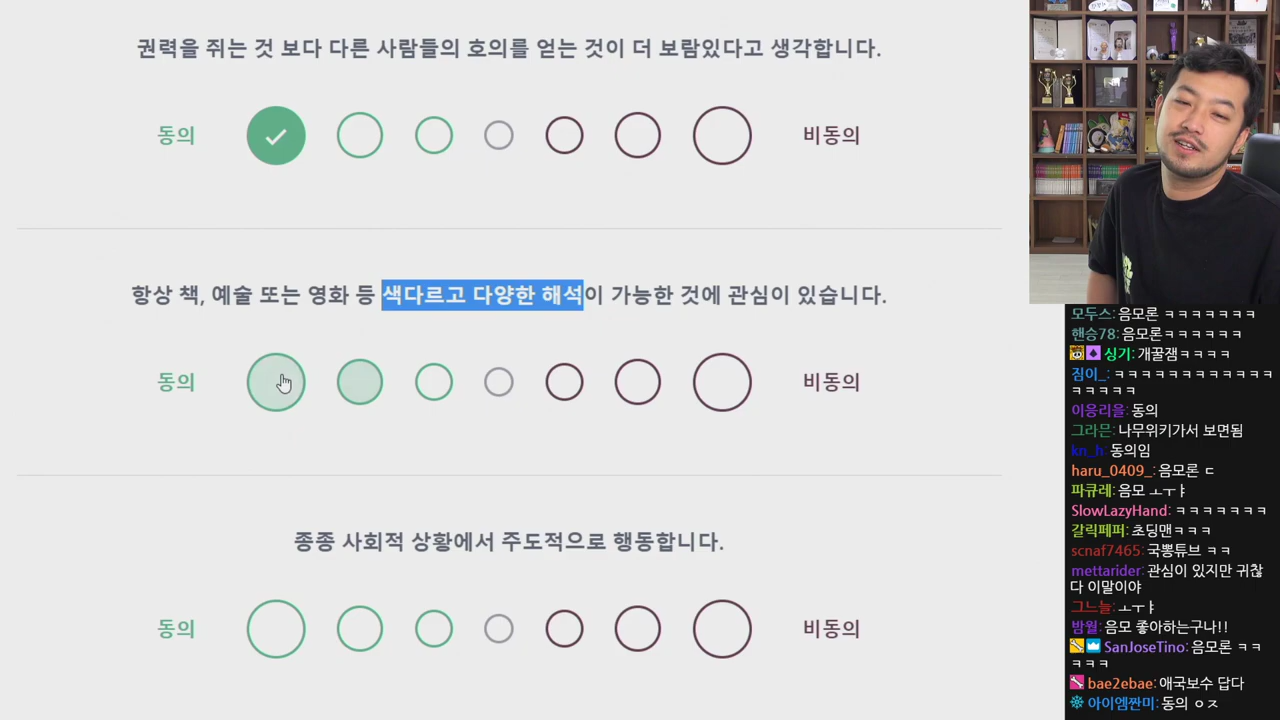 권력을 쥐는 것 보다 다른 사람들의 호의를 얻는 것이 더 보람있다고 생각합니다.
동의
비동의
항상 책, 예술 또는 영화 등 색다르고 다양한 해석이 가능한 것에 관심이 있습니다.
동의
비동의
종종 사회적 상황에서 주도적으로 행동합니다.
동의
비동의
모두스: 음모론 ㅋㅋㅋㅋㅋㅋㅋ
핸승78: 음모론ㅋㅋㅋㅋㅋㅋ
싱기: 개꿀잼ㅋㅋㅋㅋ
짐이_: ㅋㅋㅋㅋㅋㅋㅋㅋㅋㅋㅋㅋ
ㅋㅋㅋㅋㅋ
이응리을: 동의
그라믄: 나무위키가서 보면됨
kn_h: 동의임
haru_0409_: 음모론 ㄷ
파큐레: 음모 ㅗㅜㅑ
SlowLazyHand: ㅋㅋㅋㅋㅋㅋㅋ
갈릭페퍼: 초딩맨ㅋㅋㅋ
scnaf7465: 국뽕튜브 ㅋㅋ
mettarider: 관심이 있지만 귀찮
다 이말이야
그느늘: ㅗㅜㅑ
밤월: 음모 좋아하는구나!!
SanJoseTino: 음모론 ㅋㅋ
ㅋㅋㅋ
bae2ebae: 애국보수 답다
아이엠짠미: 동의 ㅇㅈ